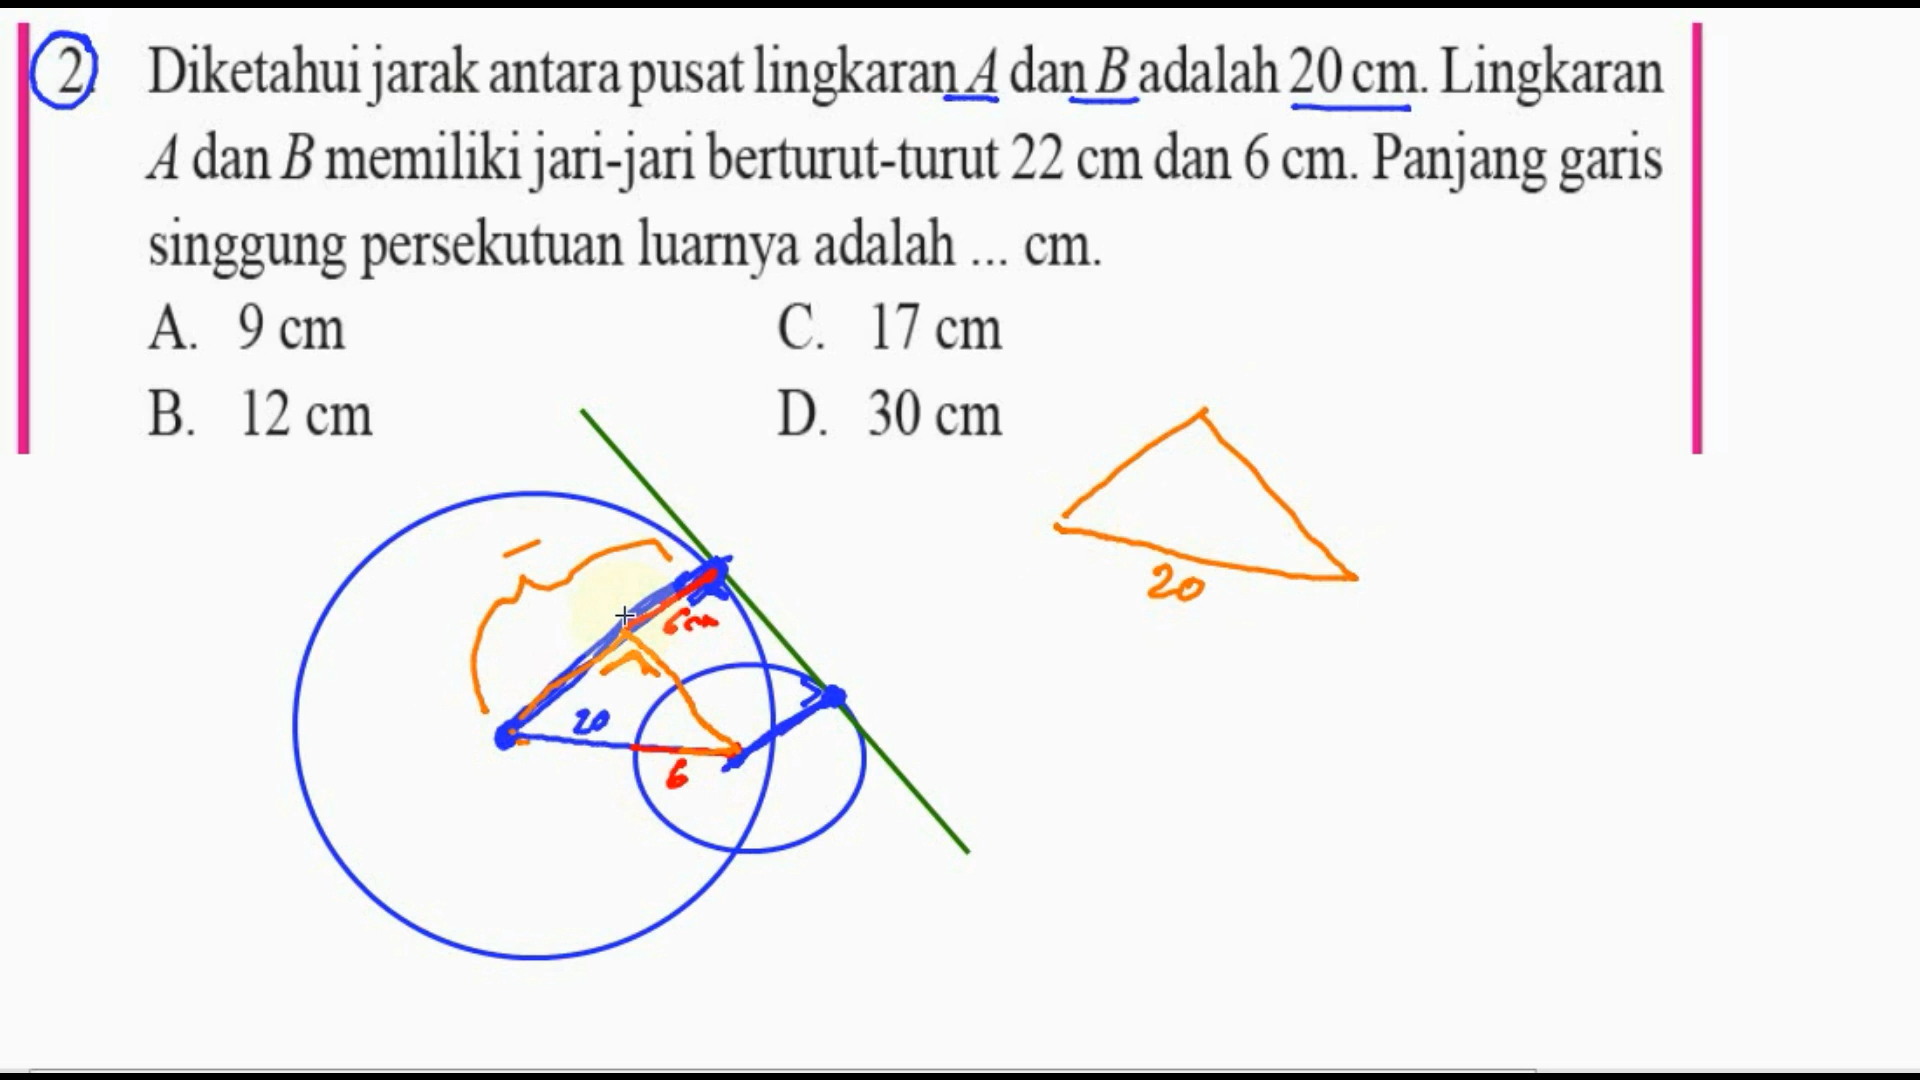 2. Diketahui jarak antara pusat lingkaran A dan B adalah 20 cm. Lingkaran
A dan B memiliki jari-jari berturut-turut 22 cm dan 6 cm. Panjang garis
singgung persekutuan luarnya adalah ... cm.
A. 9 cm
C. 17 cm
B. 12 cm
D. 30 cm
20
6 cm
20
6